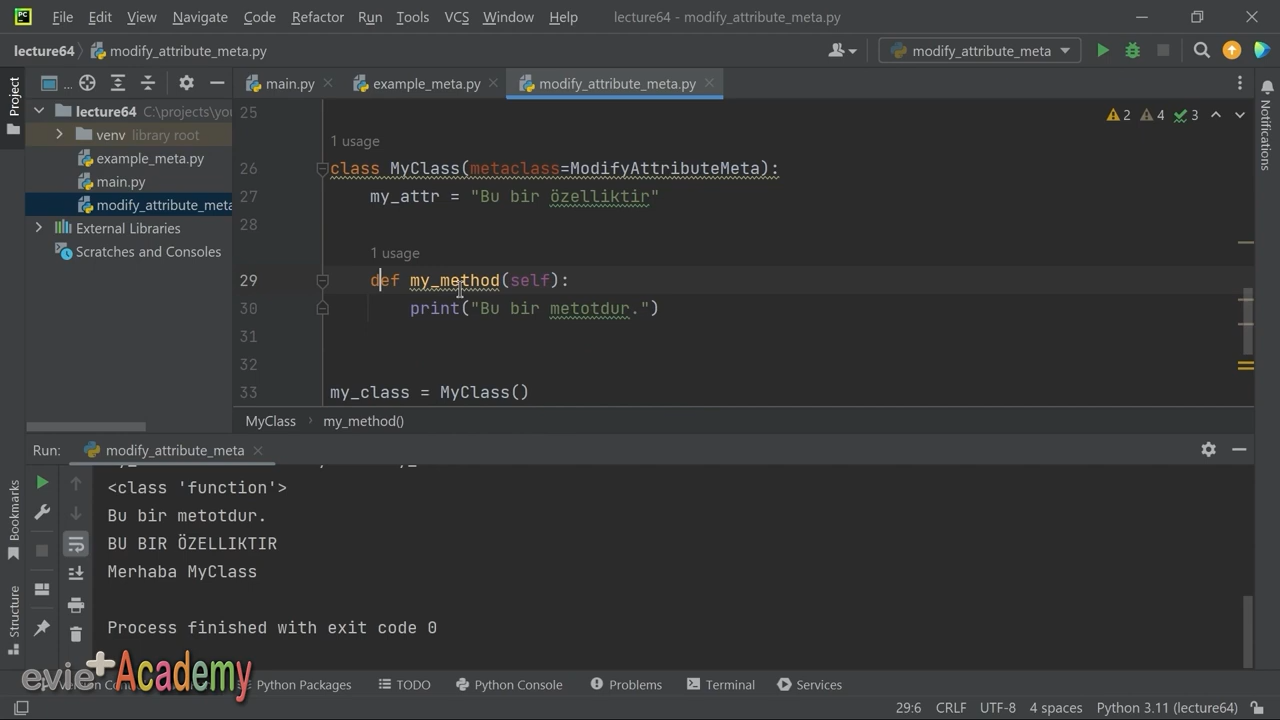 File Edit View Navigate Code Refactor Run Tools VCS Window Help lecture64 - modify_attribute_meta.py
lecture64 modify_attribute_meta.py modify_attribute_meta
Project ... main.py example_meta.py modify_attribute_meta.py
lecture64 C:\projects\you
venv library root
example_meta.py
main.py
modify_attribute_meta
External Libraries
Scratches and Consoles
25
2 4 3
1 usage
26 class MyClass(metaclass=ModifyAttributeMeta):
27 my_attr = "Bu bir özelliktir"
28
1 usage
29 def my_method(self):
30 print("Bu bir metotdur.")
31
32
33 my_class = MyClass()
MyClass › my_method()
Notifications
Run: modify_attribute_meta
<class 'function'>
Bu bir metotdur.
BU BIR ÖZELLIKTIR
Merhaba MyClass
Process finished with exit code 0
Bookmarks
Structure
evie+Academy
Python Packages TODO Python Console Problems Terminal Services
29:6 CRLF UTF-8 4 spaces Python 3.11 (lecture64)